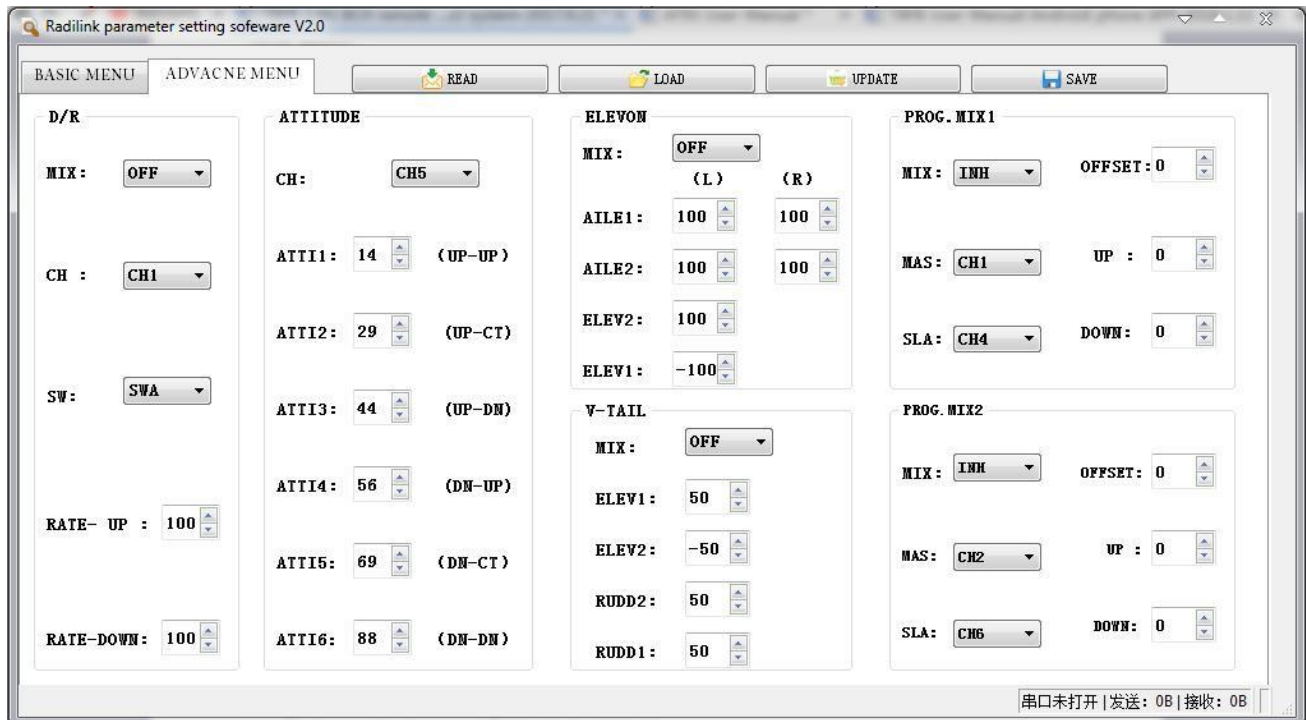 Radilink parameter setting sofeware V2.0
BASIC MENU ADVACNE MENU READ LOAD UPDATE SAVE
D/R
MIX: OFF
CH : CH1
SW: SWA
RATE- UP : 100
RATE-DOWN: 100
ATTITUDE
CH: CH5
ATTI1: 14 (UP-UP)
ATTI2: 29 (UP-CT)
ATTI3: 44 (UP-DN)
ATTI4: 56 (DN-UP)
ATTI5: 69 (DN-CT)
ATTI6: 88 (DN-DN)
ELEVON
MIX: OFF
(L) (R)
AILE1: 100 100
AILE2: 100 100
ELEV2: 100
ELEV1: -100
V-TAIL
MIX: OFF
ELEV1: 50
ELEV2: -50
RUDD2: 50
RUDD1: 50
PROG.MIX1
MIX: INH OFFSET: 0
MAS: CH1 UP : 0
SLA: CH4 DOWN: 0
PROG.MIX2
MIX: INH OFFSET: 0
MAS: CH2 UP : 0
SLA: CH6 DOWN: 0
串口未打开|发送: 0B|接收: 0B